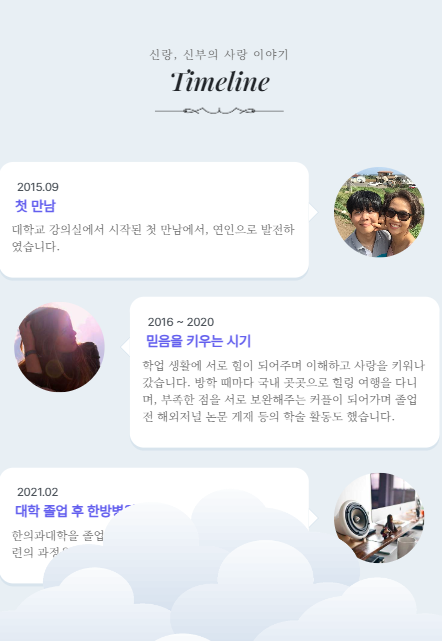 신랑, 신부의 사랑 이야기
Timeline
2015.09
첫 만남
대학교 강의실에서 시작된 첫 만남에서, 연인으로 발전하
였습니다.
2016 ~ 2020
믿음을 키우는 시기
학업 생활에 서로 힘이 되어주며 이해하고 사랑을 키워나
갔습니다. 방학 때마다 국내 곳곳으로 힐링 여행을 다니
며, 부족한 점을 서로 보완해주는 커플이 되어가며 졸업
전 해외저널 논문 게재 등의 학술 활동도 했습니다.
2021.02
대학 졸업 후
한의과대학을 졸업
련의